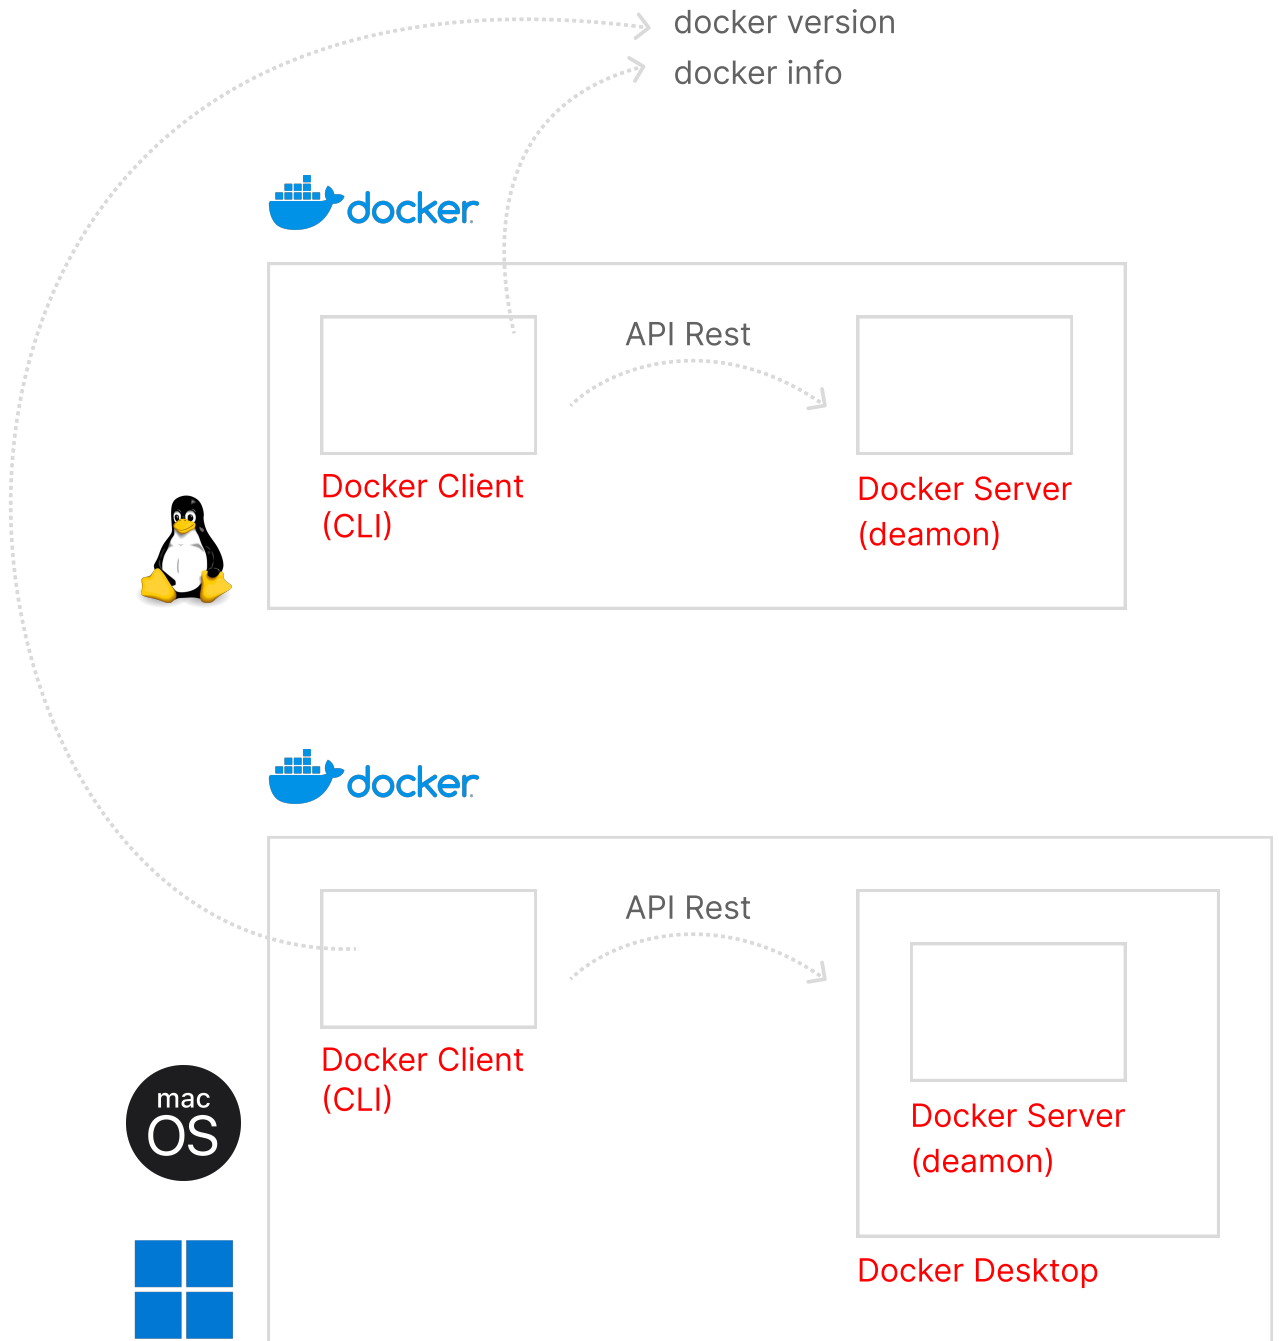 docker version
docker info
docker
API Rest
Docker Client
(CLI)
Docker Server
(deamon)
docker
API Rest
Docker Client
(CLI)
mac
OS
Docker Server
(deamon)
Docker Desktop